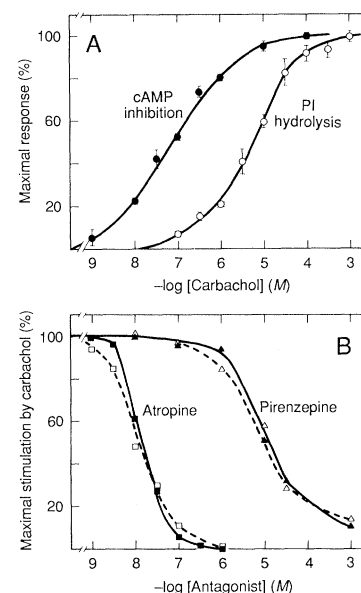 A
Maximal response (%)
100
60
20
cAMP
inhibition
PI
hydrolysis
9 8 7 6 5 4 3
–log [Carbachol] (M)
B
Maximal stimulation by carbachol (%)
100
60
20
Atropine
Pirenzepine
9 8 7 6 5 4 3
–log [Antagonist] (M)